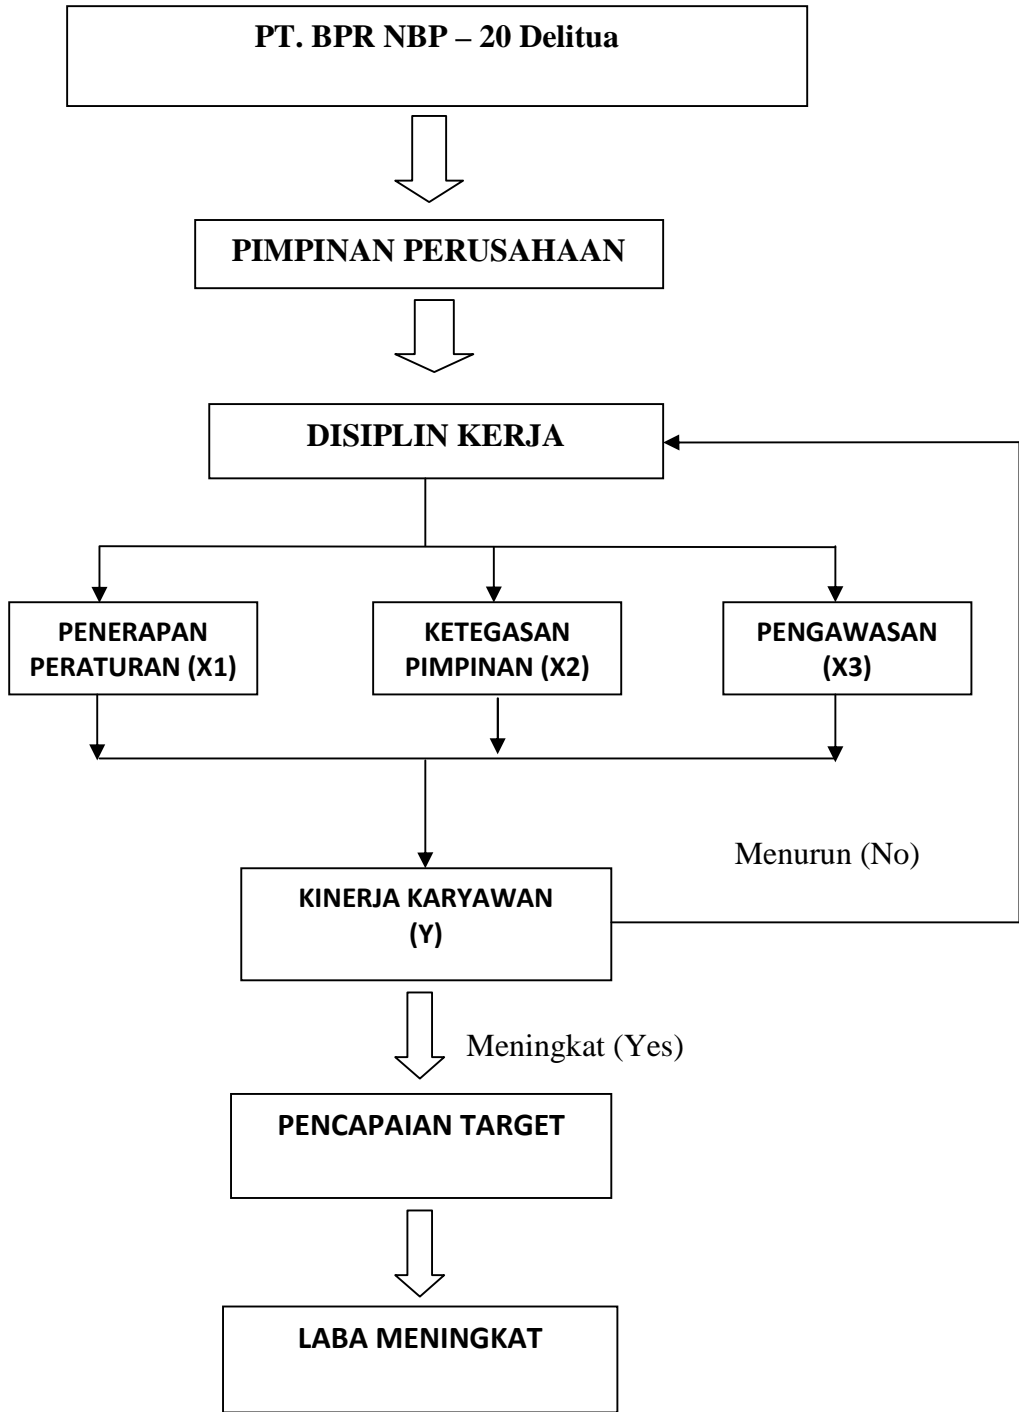 PT. BPR NBP – 20 Delitua
PIMPINAN PERUSAHAAN
DISIPLIN KERJA
PENERAPAN
PERATURAN (X1)
KETEGASAN
PIMPINAN (X2)
PENGAWASAN
(X3)
Menurun (No)
KINERJA KARYAWAN
(Y)
Meningkat (Yes)
PENCAPAIAN TARGET
LABA MENINGKAT